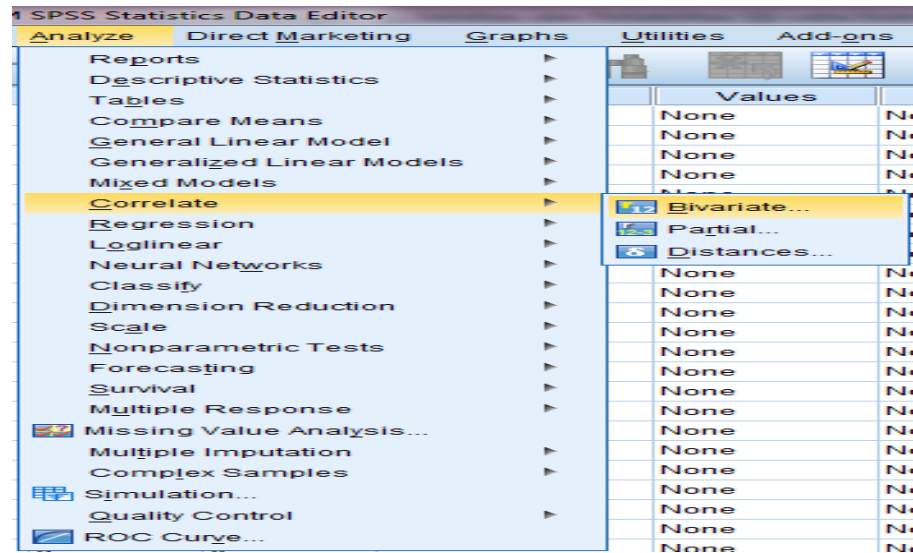 M SPSS Statistics Data Editor
Analyze Direct Marketing Graphs Utilities Add-ons
Reports
Descriptive Statistics
Tables
Values
Compare Means
None
General Linear Model
None
Generalized Linear Models
None
Mixed Models
None
Correlate
Bivariate...
Regression
Partial...
Loglinear
Distances...
Neural Networks
None
Classify
None
Dimension Reduction
None
Scale
None
Nonparametric Tests
None
Forecasting
None
Survival
None
Multiple Response
None
Missing Value Analysis...
None
Multiple Imputation
None
Complex Samples
None
Simulation...
None
Quality Control
None
ROC Curve...
None
None